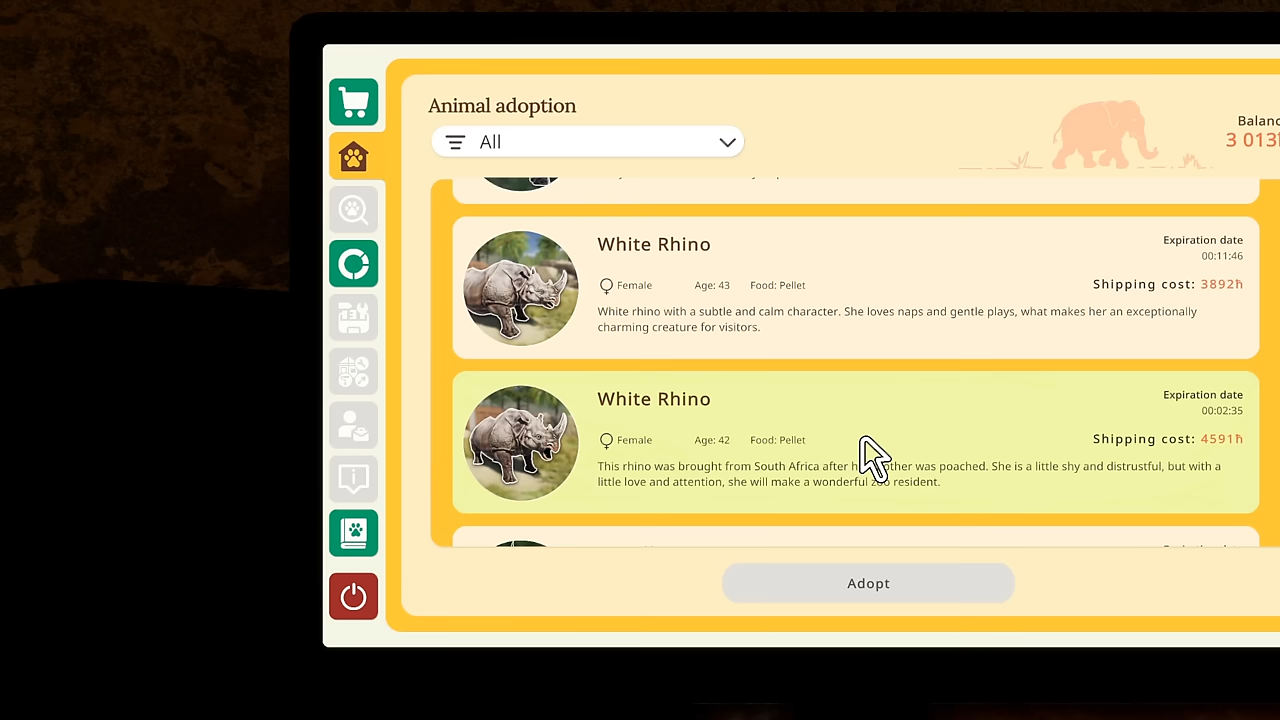 Animal adoption
All
Balanc
3 013ħ
White Rhino
Expiration date
00:11:46
Female Age: 43 Food: Pellet
Shipping cost: 3892ħ
White rhino with a subtle and calm character. She loves naps and gentle plays, what makes her an exceptionally
charming creature for visitors.
White Rhino
Expiration date
00:02:35
Female Age: 42 Food: Pellet
Shipping cost: 4591ħ
This rhino was brought from South Africa after was poached. She is a little shy and distrustful, but with a
little love and attention, she will make a wonderful resident.
Adopt